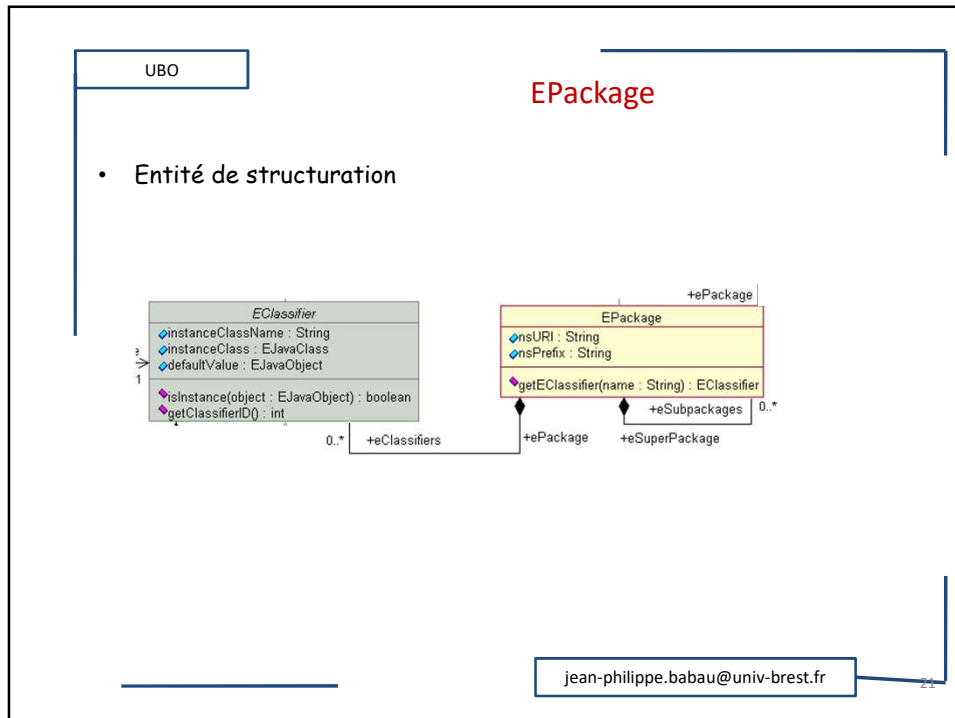 UBO
EPackage
• Entité de structuration
+ePackage
EClassifier
instanceClassName : String
instanceClass : EJavaClass
defaultValue : EJavaObject
isInstance(object : EJavaObject) : boolean
getClassifierID() : int
e
1
EPackage
nsURI : String
nsPrefix : String
getEClassifier(name : String) : EClassifier
+eSubpackages 0..*
0..* +eClassifiers
+ePackage
+eSuperPackage
jean-philippe.babau@univ-brest.fr
21